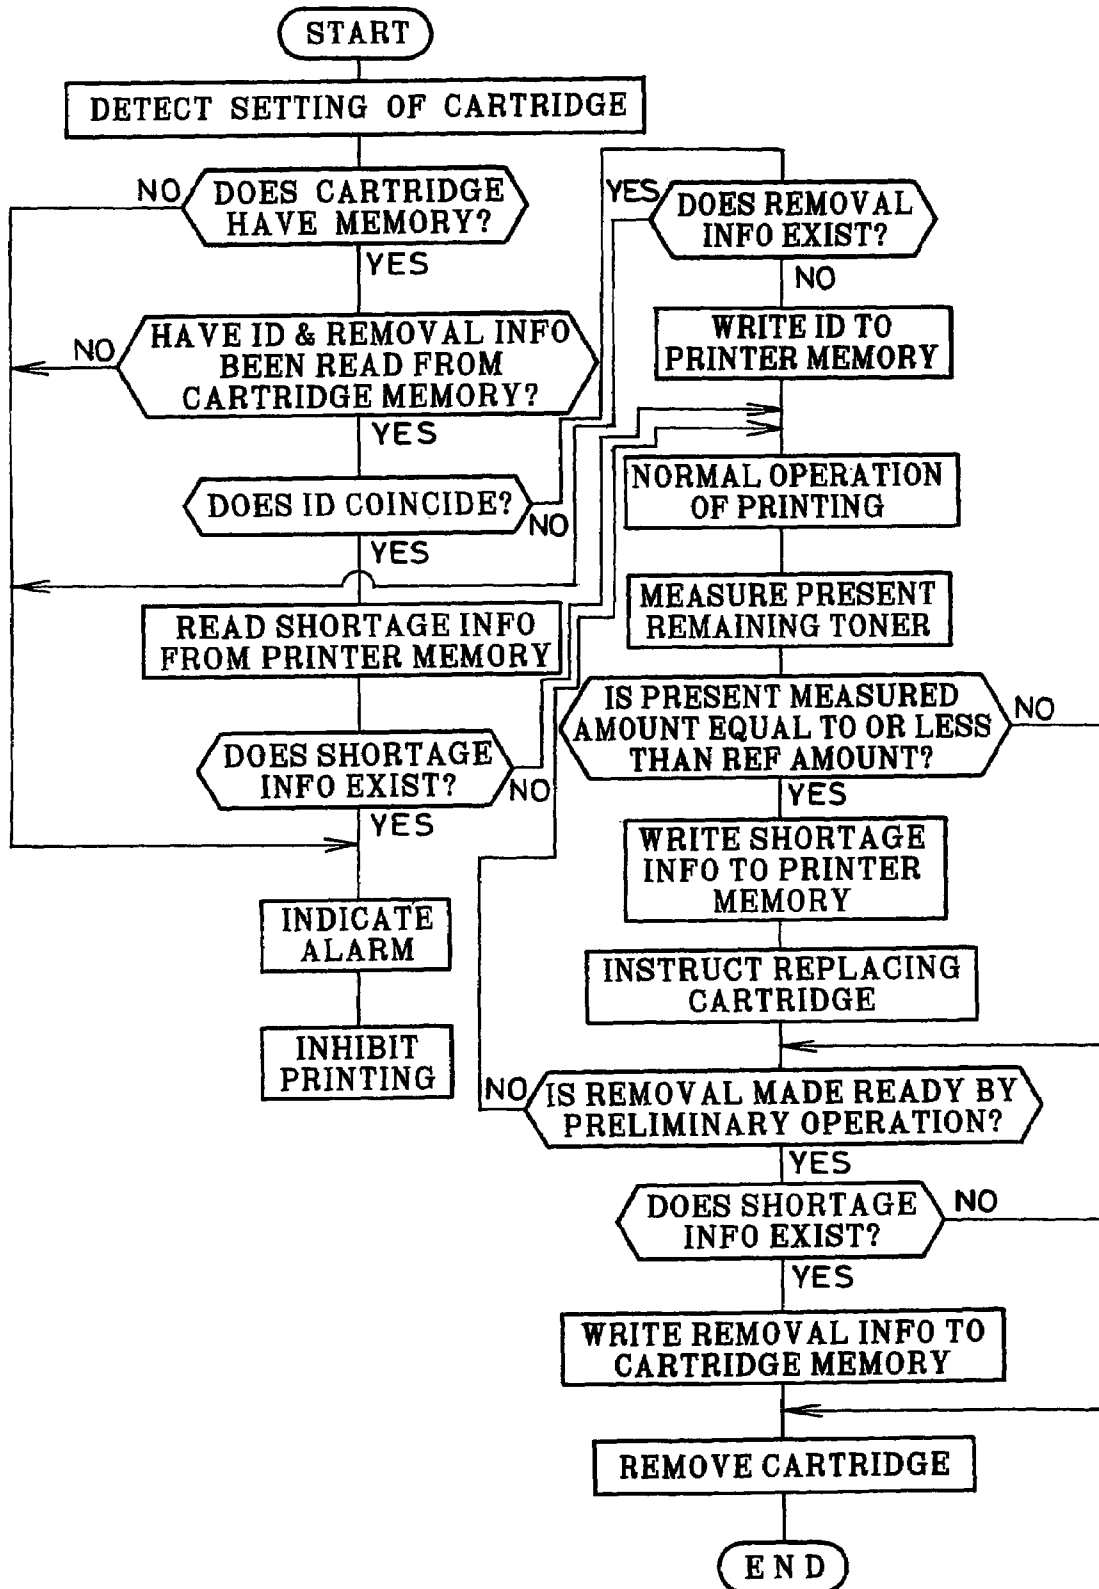 START
DETECT SETTING OF CARTRIDGE
NO
DOES CARTRIDGE
HAVE MEMORY?
YES
NO
HAVE ID & REMOVAL INFO
BEEN READ FROM
CARTRIDGE MEMORY?
YES
DOES ID COINCIDE?
NO
YES
READ SHORTAGE INFO
FROM PRINTER MEMORY
DOES SHORTAGE
INFO EXIST?
NO
YES
INDICATE
ALARM
INHIBIT
PRINTING
YES
DOES REMOVAL
INFO EXIST?
NO
WRITE ID TO
PRINTER MEMORY
NORMAL OPERATION
OF PRINTING
MEASURE PRESENT
REMAINING TONER
IS PRESENT MEASURED
AMOUNT EQUAL TO OR LESS
THAN REF AMOUNT?
NO
YES
WRITE SHORTAGE
INFO TO PRINTER
MEMORY
INSTRUCT REPLACING
CARTRIDGE
NO
IS REMOVAL MADE READY BY
PRELIMINARY OPERATION?
YES
DOES SHORTAGE
INFO EXIST?
NO
YES
WRITE REMOVAL INFO TO
CARTRIDGE MEMORY
REMOVE CARTRIDGE
END